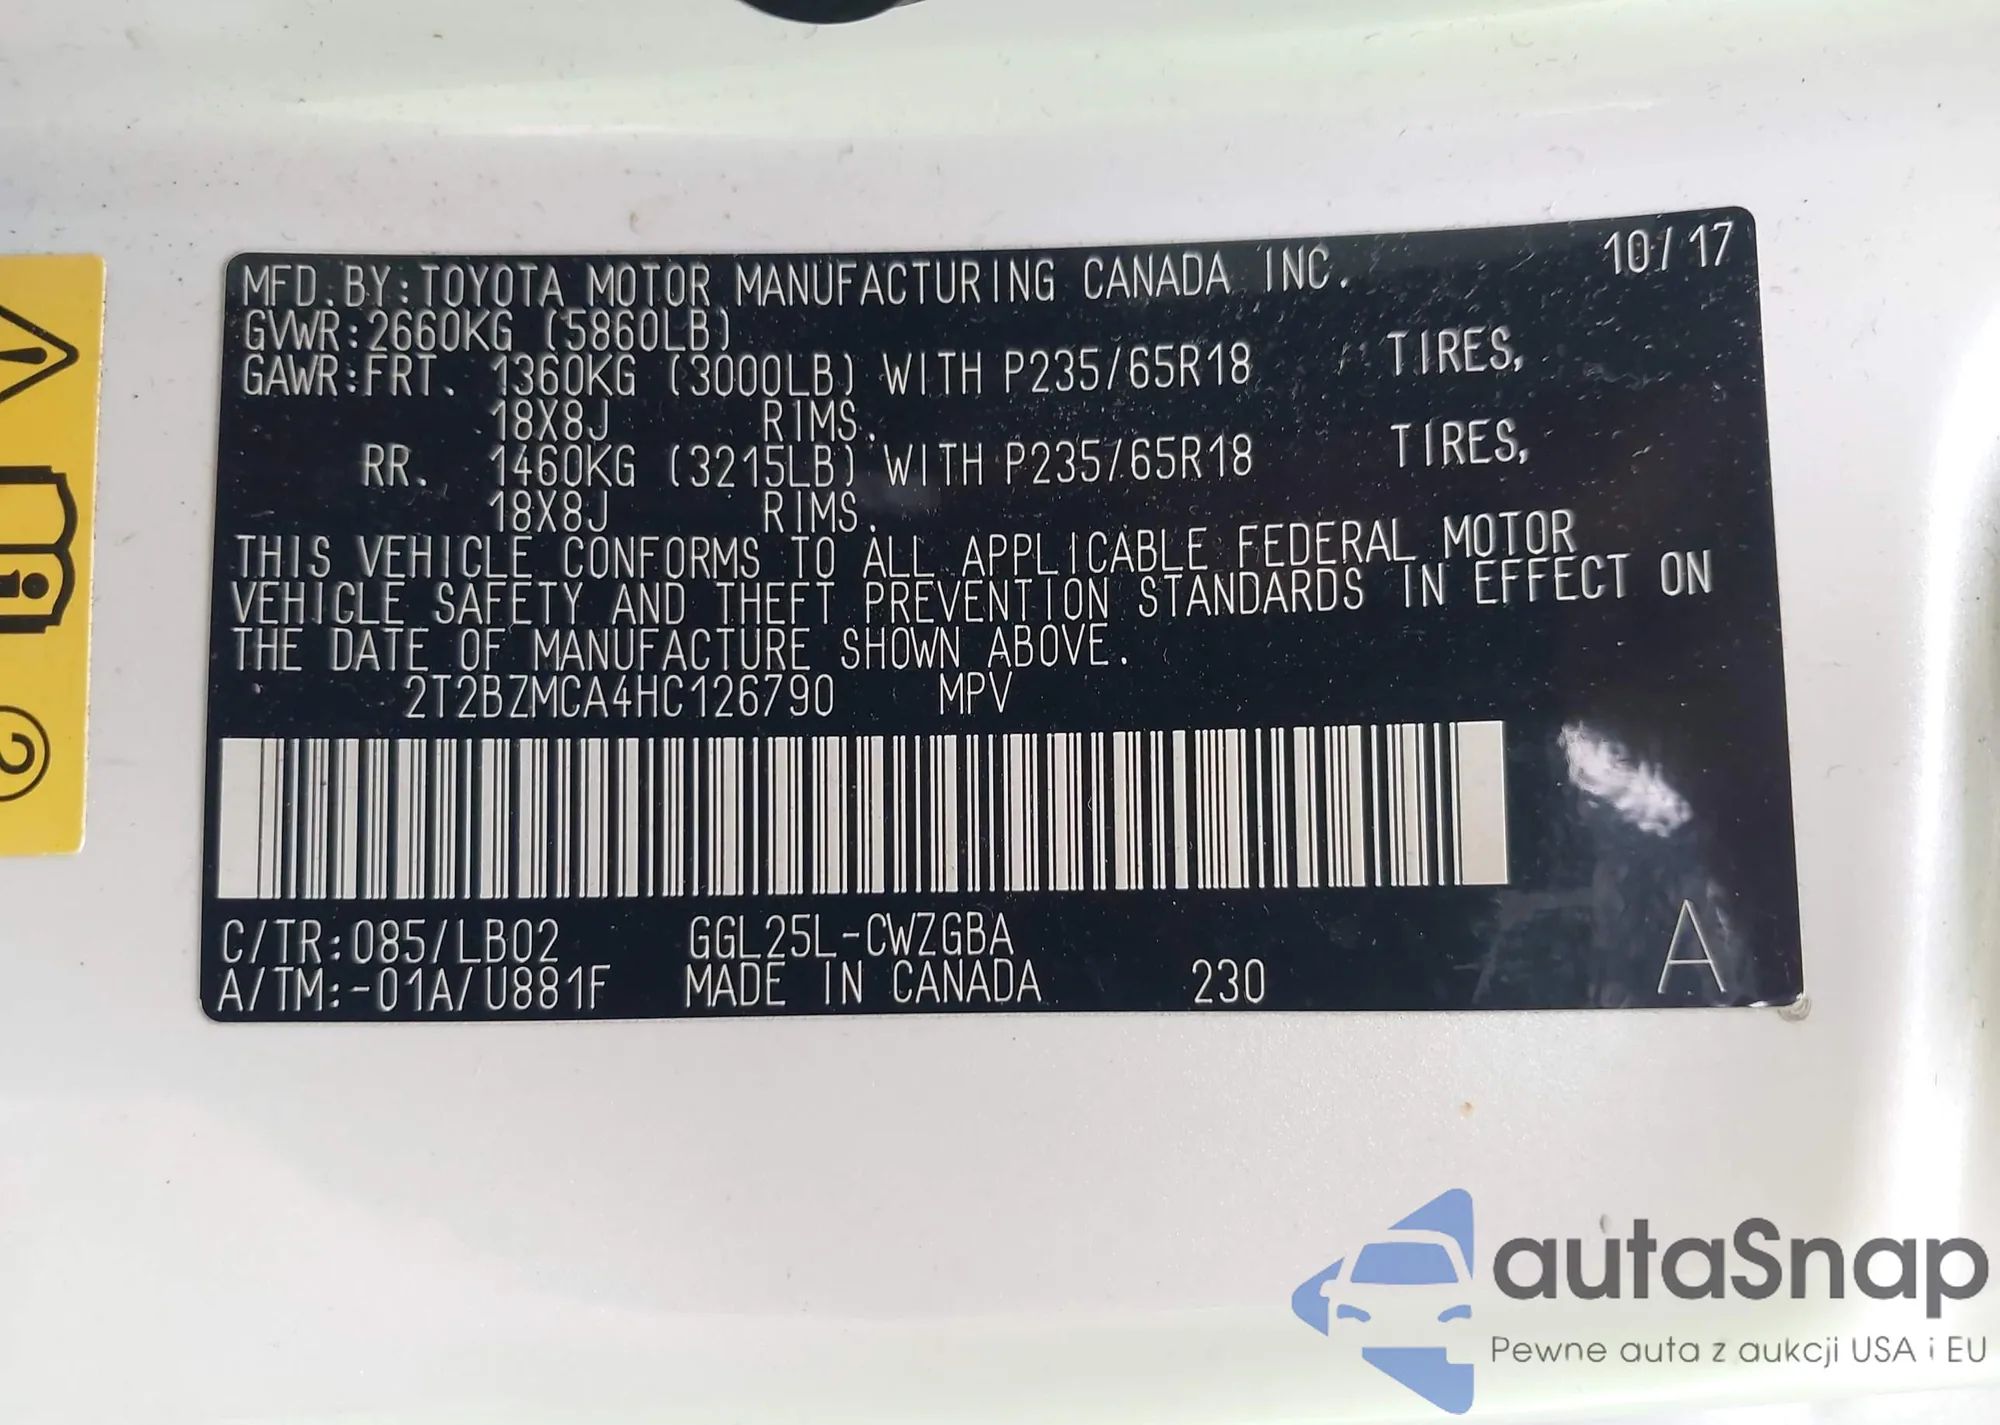 MFD.BY:TOYOTA MOTOR MANUFACTURING CANADA INC. 10/17
GVWR:2660KG (5860LB)
GAWR:FRT. 1360KG (3000LB) WITH P235/65R18 TIRES,
18X8J RIMS.
RR. 1460KG (3215LB) WITH P235/65R18 TIRES,
18X8J RIMS.
THIS VEHICLE CONFORMS TO ALL APPLICABLE FEDERAL MOTOR
VEHICLE SAFETY AND THEFT PREVENTION STANDARDS IN EFFECT ON
THE DATE OF MANUFACTURE SHOWN ABOVE.
2T2BZMCA4HC126790 MPV
C/TR:085/LB02 GGL25L-CWZGBA
A/TM:-01A/U881F MADE IN CANADA 230 A
2
autaSnap
Pewne auta z aukcji USA i EU